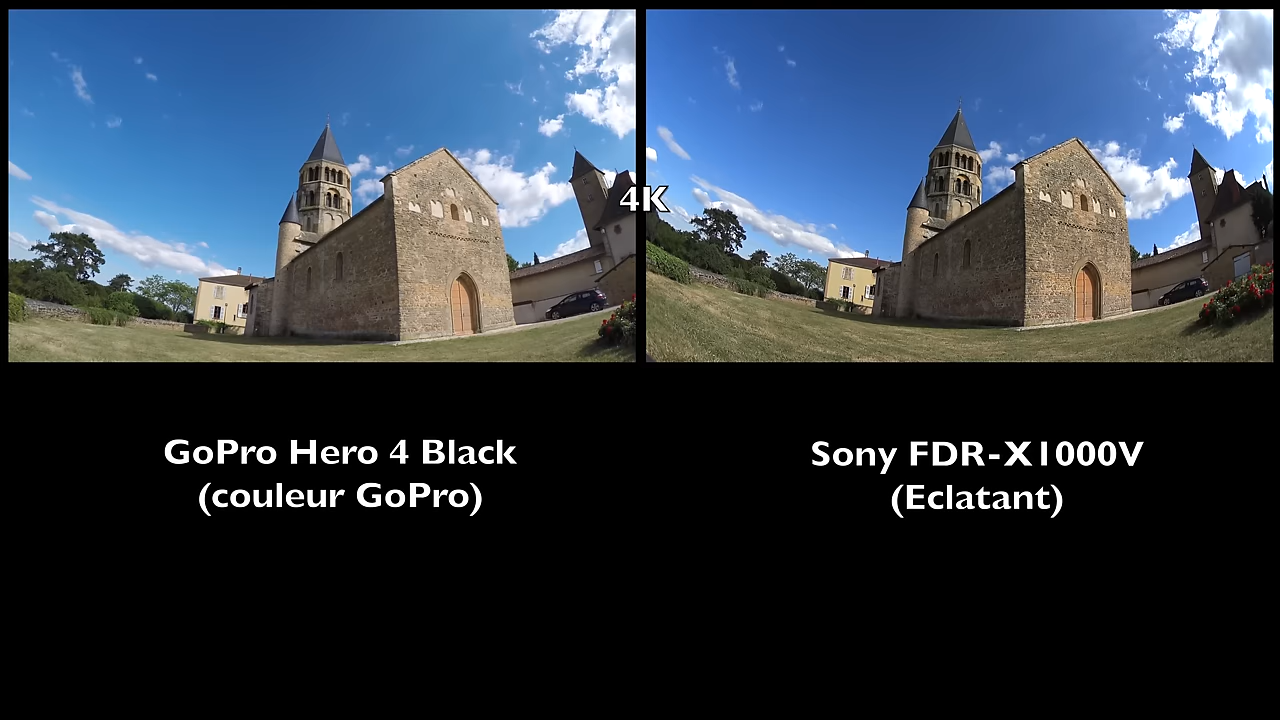 4K
GoPro Hero 4 Black
(couleur GoPro)
Sony FDR-X1000V
(Eclatant)